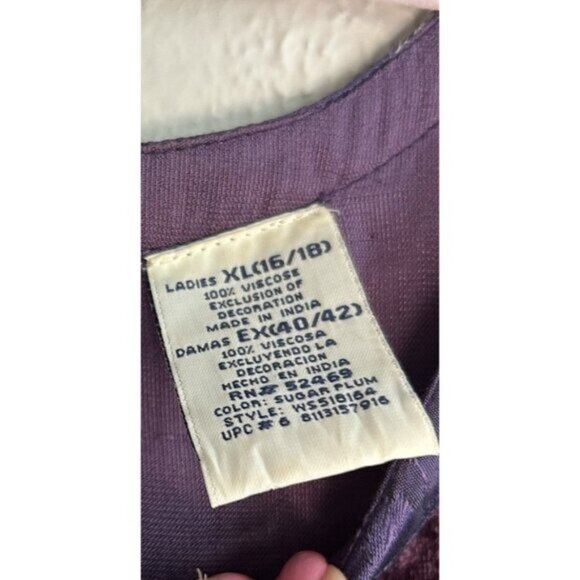 LADIES XL(16/18)
100% VISCOSE
EXCLUSION OF
DECORATION
MADE IN INDIA
DAMAS EX(40/42)
100% VISCOSA
EXCLUYENDO LA
DECORACION
HECHO EN INDIA
RN# 52469
COLOR: SUGAR PLUM
STYLE: WS518164
UPC # 6 8113157916